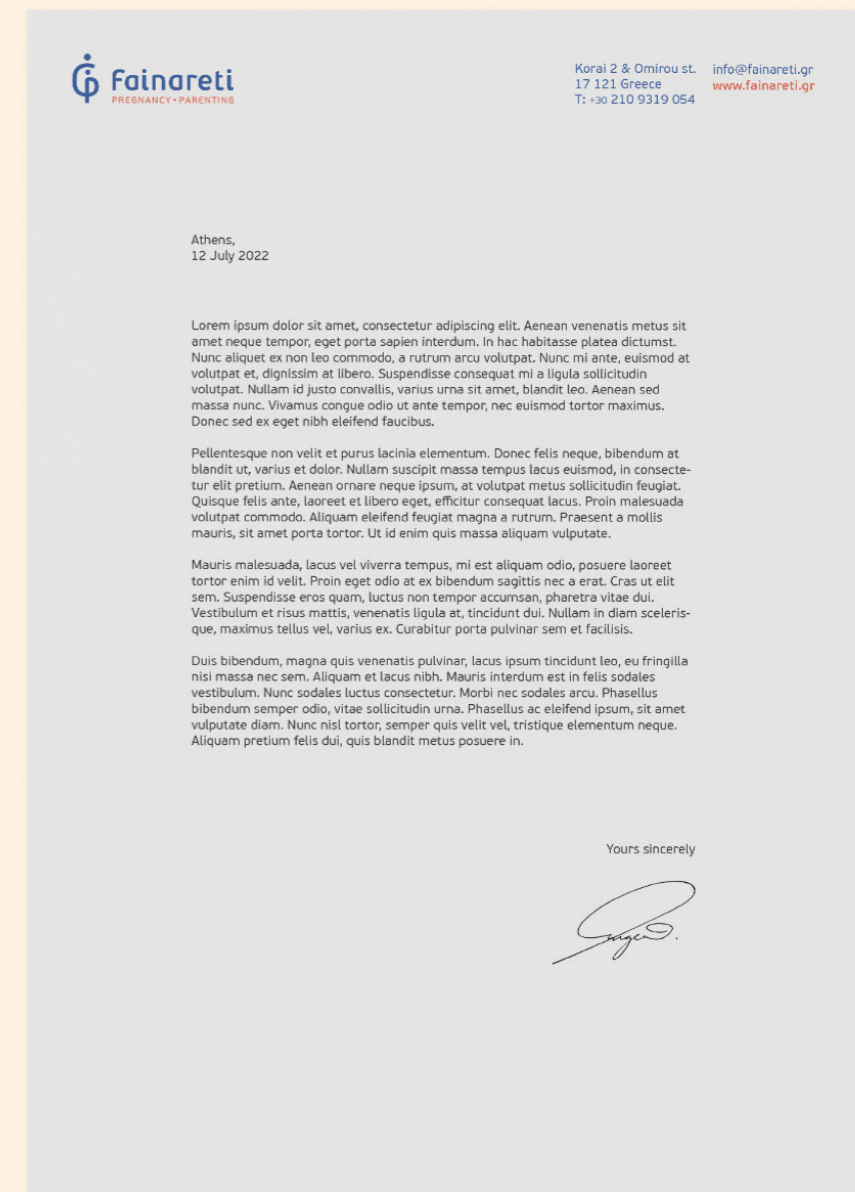 Fainareti
PREGNANCY • PARENTING
Korai 2 & Omirou st.
17 121 Greece
T: +30 210 9319 054
info@fainareti.gr
www.fainareti.gr
Athens,
12 July 2022
Lorem ipsum dolor sit amet, consectetur adipiscing elit. Aenean venenatis metus sit
amet neque tempor, eget porta sapien interdum. In hac habitasse platea dictumst.
Nunc aliquet ex non leo commodo, a rutrum arcu volutpat. Nunc mi ante, euismod at
volutpat et, dignissim at libero. Suspendisse consequat mi a ligula sollicitudin
volutpat. Nullam id justo convallis, varius urna sit amet, blandit leo. Aenean sed
massa nunc. Vivamus congue odio ut ante tempor, nec euismod tortor maximus.
Donec sed ex eget nibh eleifend faucibus.
Pellentesque non velit et purus lacinia elementum. Donec felis neque, bibendum at
blandit ut, varius et dolor. Nullam suscipit massa tempus lacus euismod, in consecte-
tur elit pretium. Aenean ornare neque ipsum, at volutpat metus sollicitudin feugiat.
Quisque felis ante, laoreet et libero eget, efficitur consequat lacus. Proin malesuada
volutpat commodo. Aliquam eleifend feugiat magna a rutrum. Praesent a mollis
mauris, sit amet porta tortor. Ut id enim quis massa aliquam vulputate.
Mauris malesuada, lacus vel viverra tempus, mi est aliquam odio, posuere laoreet
tortor enim id velit. Proin eget odio at ex bibendum sagittis nec a erat. Cras ut elit
sem. Suspendisse eros quam, luctus non tempor accumsan, pharetra vitae dui.
Vestibulum et risus mattis, venenatis ligula at, tincidunt dui. Nullam in diam sceleris-
que, maximus tellus vel, varius ex. Curabitur porta pulvinar sem et facilisis.
Duis bibendum, magna quis venenatis pulvinar, lacus ipsum tincidunt leo, eu fringilla
nisi massa nec sem. Aliquam et lacus nibh. Mauris interdum est in felis sodales
vestibulum. Nunc sodales luctus consectetur. Morbi nec sodales arcu. Phasellus
bibendum semper odio, vitae sollicitudin urna. Phasellus ac eleifend ipsum, sit amet
vulputate diam. Nunc nisl tortor, semper quis velit vel, tristique elementum neque.
Aliquam pretium felis dui, quis blandit metus posuere in.
Yours sincerely